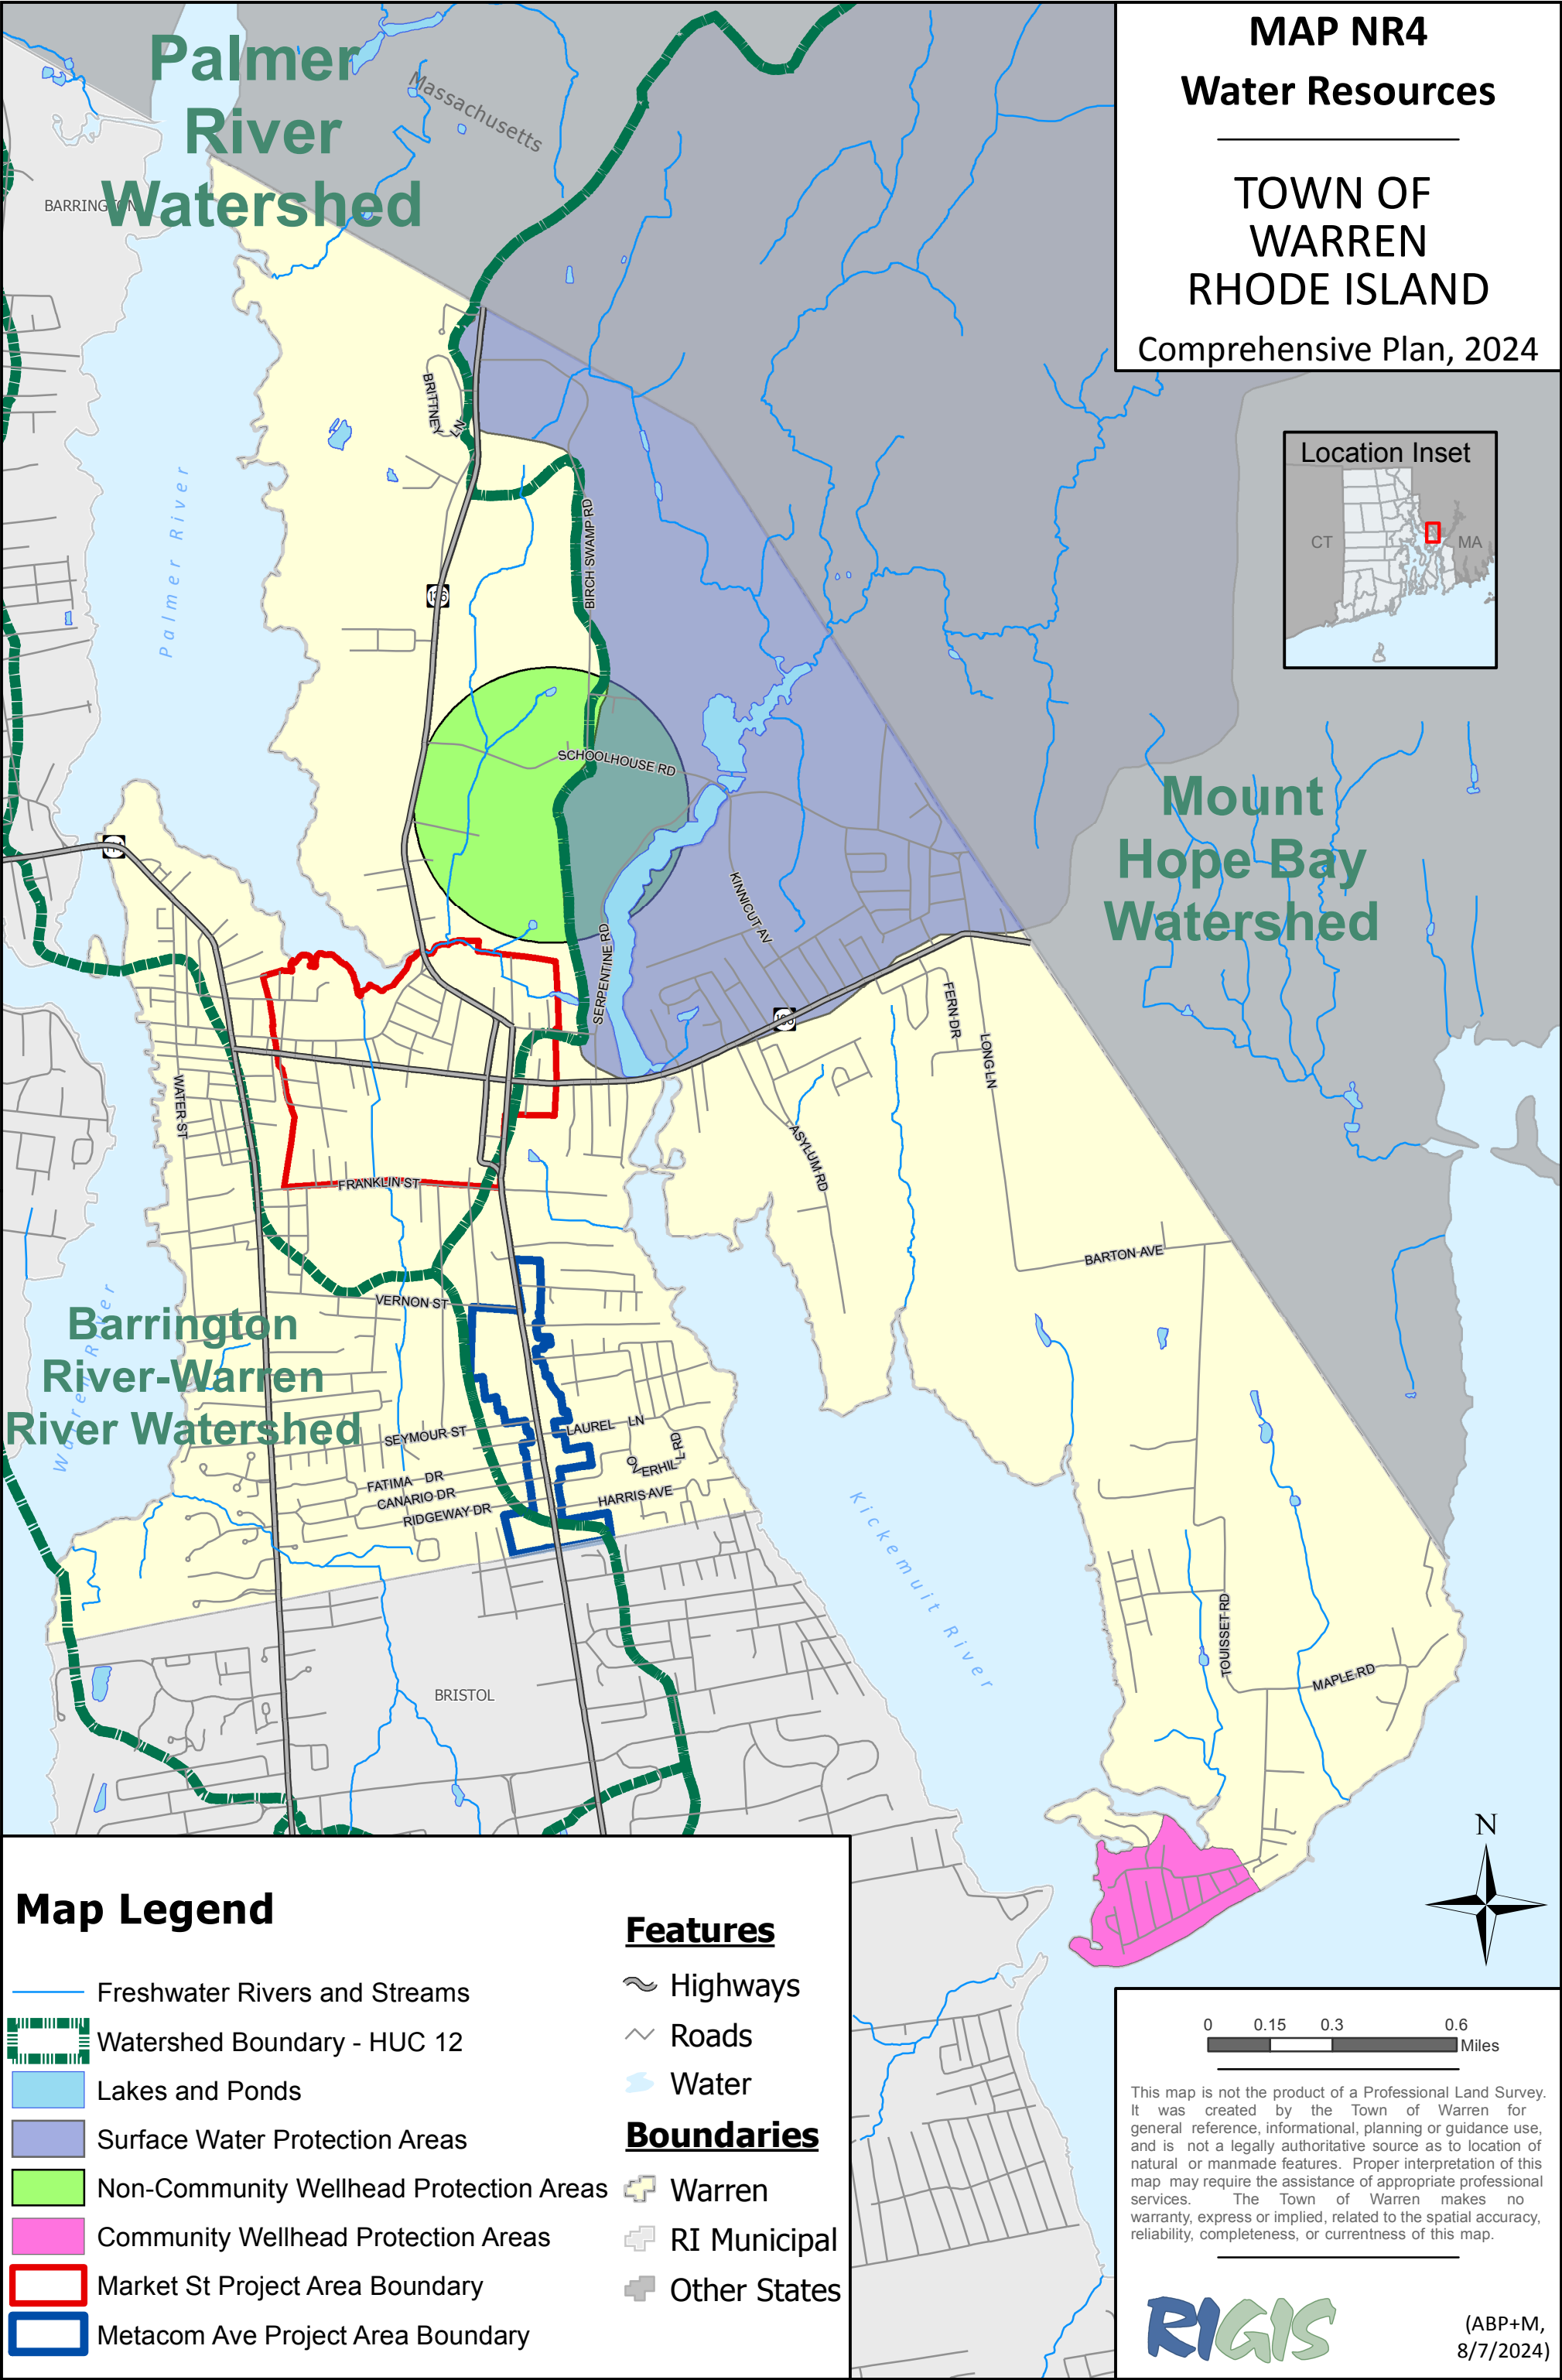 MAP NR4
Water Resources
TOWN OF
WARREN
RHODE ISLAND
Comprehensive Plan, 2024
Palmer
River
Watershed
Massachusetts
BARRINGTON
Location Inset
CT
MA
BRITTNEY
LN
Palmer River
136
BIRCH SWAMP RD
SCHOOLHOUSE RD
Mount
Hope Bay
Watershed
KINNICUT AV
SERPENTINE RD
FERN DR
LONG LN
WATER ST
ASYLUM RD
FRANKLIN ST
BARTON AVE
VERNON ST
Barrington
River-Warren
River Watershed
Warren River
SEYMOUR ST
LAUREL LN
OVERHILL RD
FATIMA DR
CANARIO DR
RIDGEWAY DR
HARRIS AVE
Kickemuit River
TOUISSET RD
MAPLE RD
BRISTOL
N
Map Legend
Freshwater Rivers and Streams
Watershed Boundary - HUC 12
Lakes and Ponds
Surface Water Protection Areas
Non-Community Wellhead Protection Areas
Community Wellhead Protection Areas
Market St Project Area Boundary
Metacom Ave Project Area Boundary
Features
Highways
Roads
Water
Boundaries
Warren
RI Municipal
Other States
0 0.15 0.3 0.6
Miles
This map is not the product of a Professional Land Survey.
It was created by the Town of Warren for
general reference, informational, planning or guidance use,
and is not a legally authoritative source as to location of
natural or manmade features. Proper interpretation of this
map may require the assistance of appropriate professional
services. The Town of Warren makes no
warranty, express or implied, related to the spatial accuracy,
reliability, completeness, or currentness of this map.
RIGIS
(ABP+M,
8/7/2024)